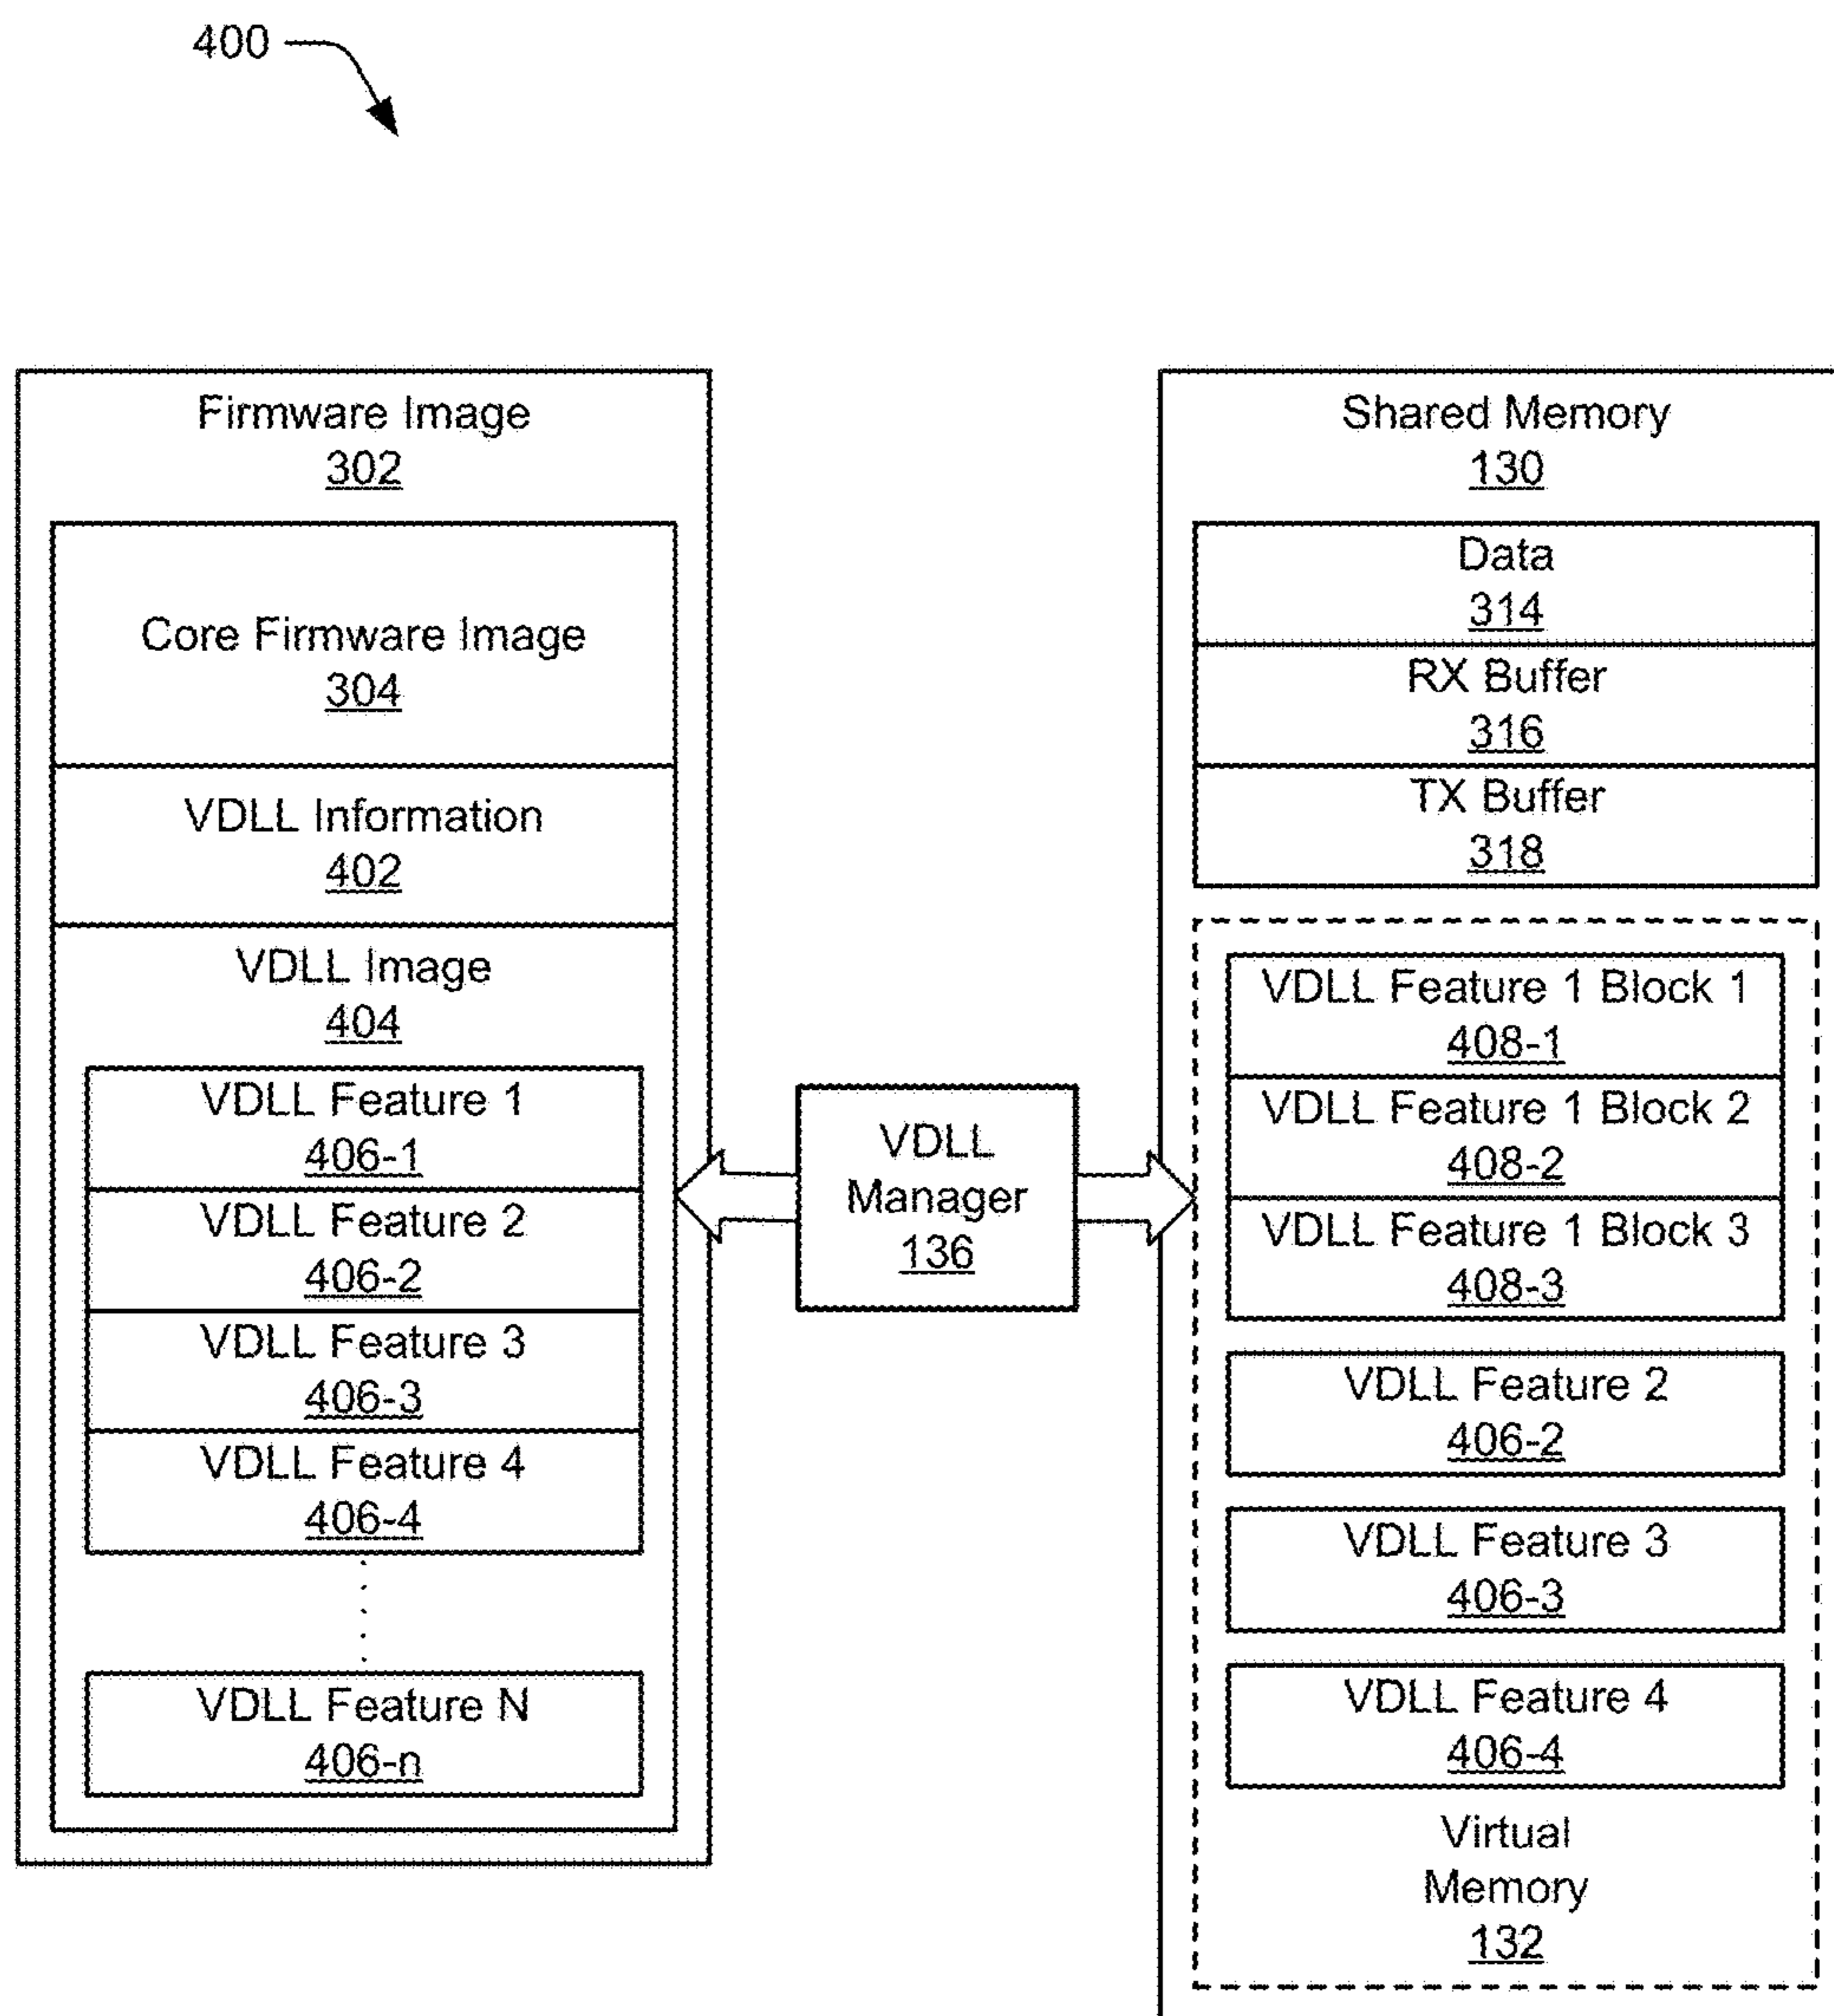 400
Firmware Image
302
Core Firmware Image
304
VDLL Information
402
VDLL Image
404
VDLL Feature 1
406-1
VDLL Feature 2
406-2
VDLL Feature 3
406-3
VDLL Feature 4
406-4
VDLL Feature N
406-n
VDLL
Manager
136
Shared Memory
130
Data
314
RX Buffer
316
TX Buffer
318
VDLL Feature 1 Block 1
408-1
VDLL Feature 1 Block 2
408-2
VDLL Feature 1 Block 3
408-3
VDLL Feature 2
406-2
VDLL Feature 3
406-3
VDLL Feature 4
406-4
Virtual
Memory
132